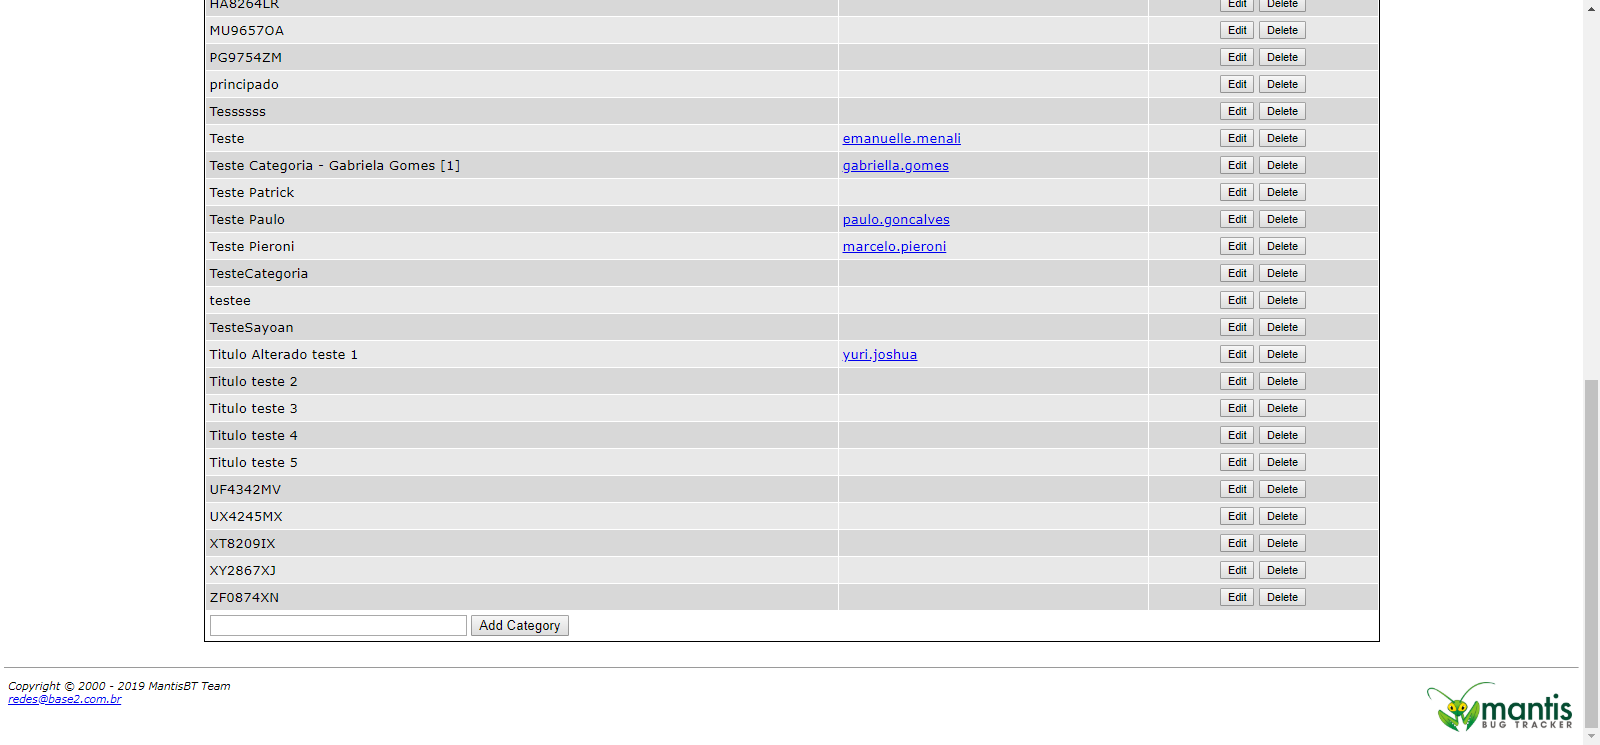 HA8264LR Edit Delete
MU9657OA Edit Delete
PG9754ZM Edit Delete
principado Edit Delete
Tessssss Edit Delete
Teste emanuelle.menali Edit Delete
Teste Categoria - Gabriela Gomes [1] gabriella.gomes Edit Delete
Teste Patrick Edit Delete
Teste Paulo paulo.goncalves Edit Delete
Teste Pieroni marcelo.pieroni Edit Delete
TesteCategoria Edit Delete
testee Edit Delete
TesteSayoan Edit Delete
Titulo Alterado teste 1 yuri.joshua Edit Delete
Titulo teste 2 Edit Delete
Titulo teste 3 Edit Delete
Titulo teste 4 Edit Delete
Titulo teste 5 Edit Delete
UF4342MV Edit Delete
UX4245MX Edit Delete
XT8209IX Edit Delete
XY2867XJ Edit Delete
ZF0874XN Edit Delete
Add Category
Copyright © 2000 - 2019 MantisBT Team
redes@base2.com.br
mantis
BUG TRACKER